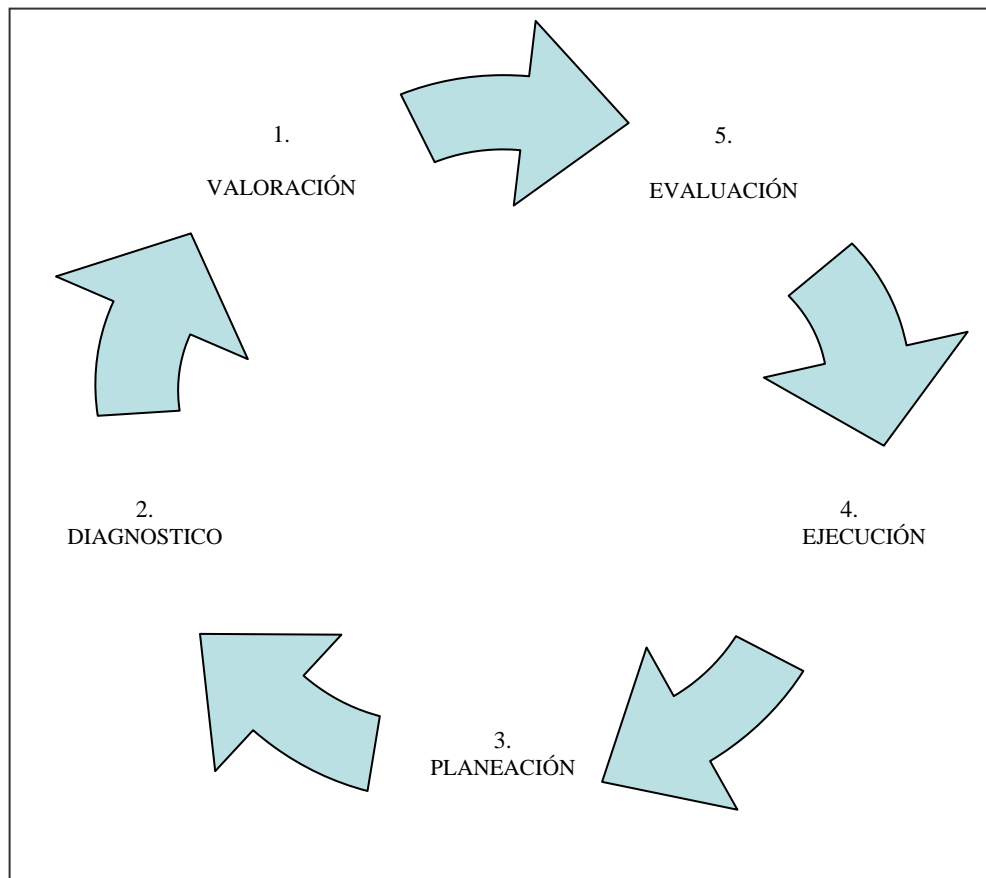 1.
VALORACIÓN
5.
EVALUACIÓN
2.
DIAGNOSTICO
4.
EJECUCIÓN
3.
PLANEACIÓN